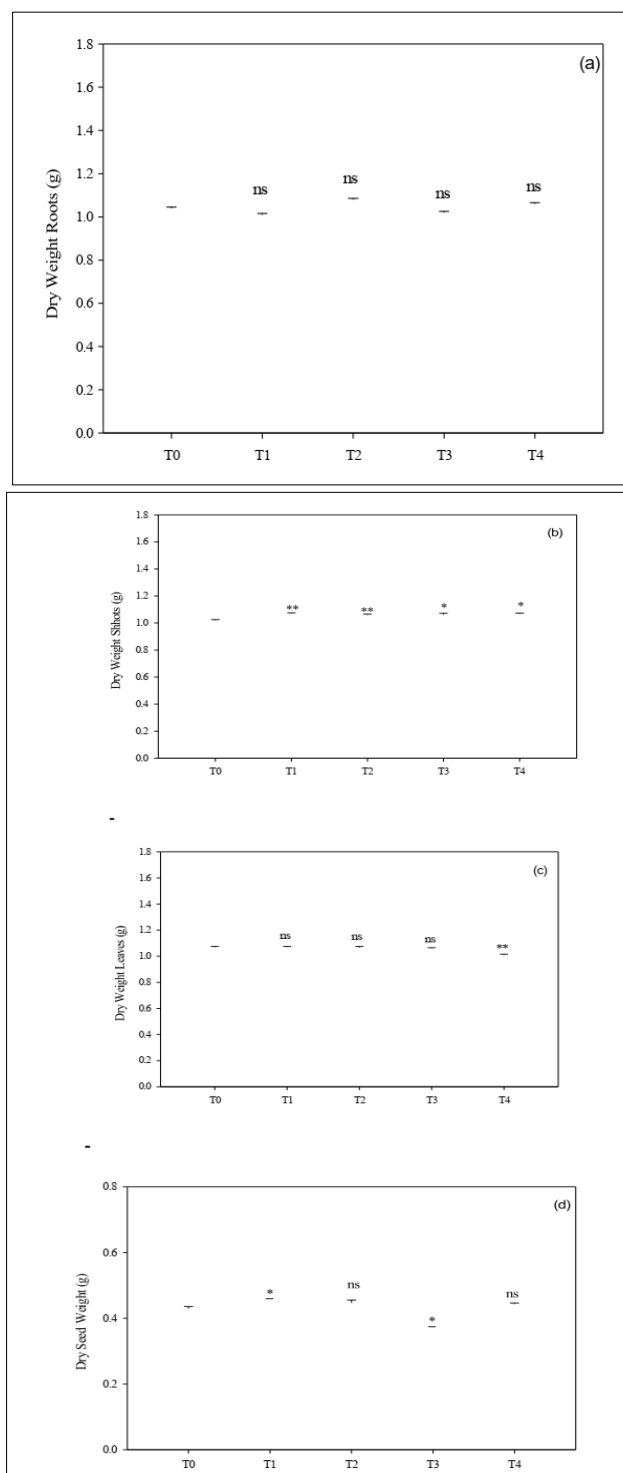 (a)
1.8
1.6
1.4
1.2
1.0
0.8
0.6
0.4
0.2
0.0
Dry Weight Roots (g)
ns
ns
ns
ns
T0 T1 T2 T3 T4
(b)
1.8
1.6
1.4
1.2
1.0
0.8
0.6
0.4
0.2
0.0
Dry Weight Shhots (g)
** ** * *
T0 T1 T2 T3 T4
-
(c)
1.8
1.6
1.4
1.2
1.0
0.8
0.6
0.4
0.2
0.0
Dry Weight Leaves (g)
ns ns ns **
T0 T1 T2 T3 T4
-
(d)
0.8
0.6
0.4
0.2
0.0
Dry Seed Weight (g)
* ns * ns
T0 T1 T2 T3 T4